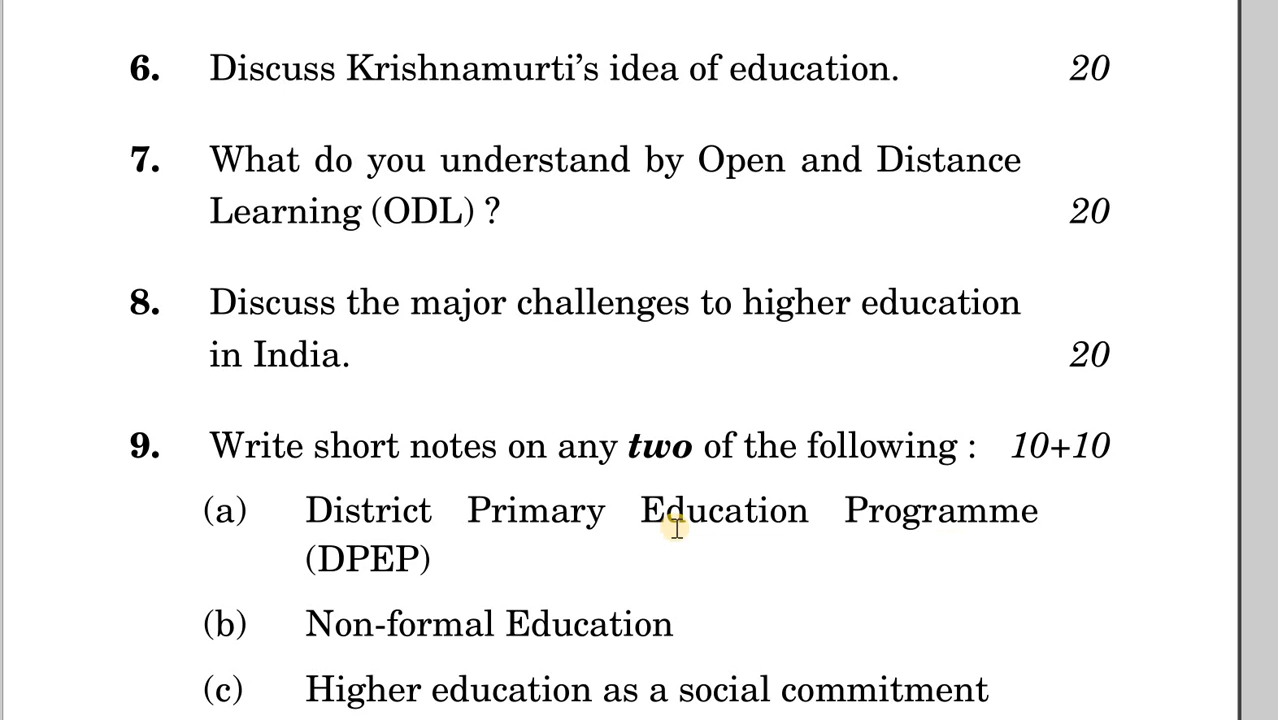 6. Discuss Krishnamurti’s idea of education. 20
7. What do you understand by Open and Distance
Learning (ODL) ? 20
8. Discuss the major challenges to higher education
in India. 20
9. Write short notes on any two of the following : 10+10
(a) District Primary Education Programme
(DPEP)
(b) Non-formal Education
(c) Higher education as a social commitment